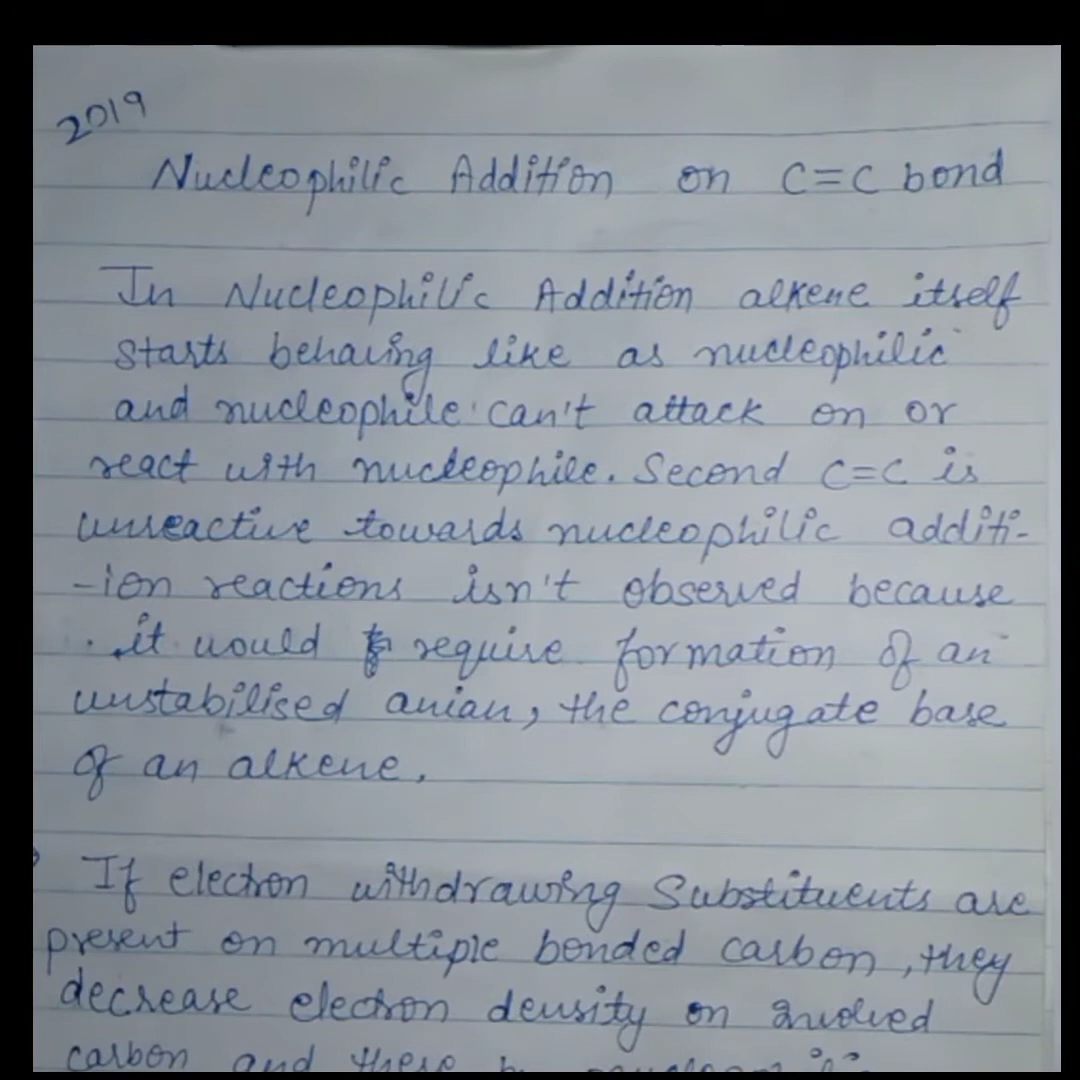 2019
Nucleophilic Addition on C=C bond
In Nucleophilic Addition alkene itself
starts behaving like as nucleophilic
and nucleophile can't attack on or
react with nucleophile. Second C=C is
unreactive towards nucleophilic additi-
-ion reactions isn't observed because
it would require formation of an
unstabilised anian, the conjugate base
of an alkene.
If electron withdrawing Substituents are
present on multiple bonded carbon, they
decrease electron density on involved
carbon and there by